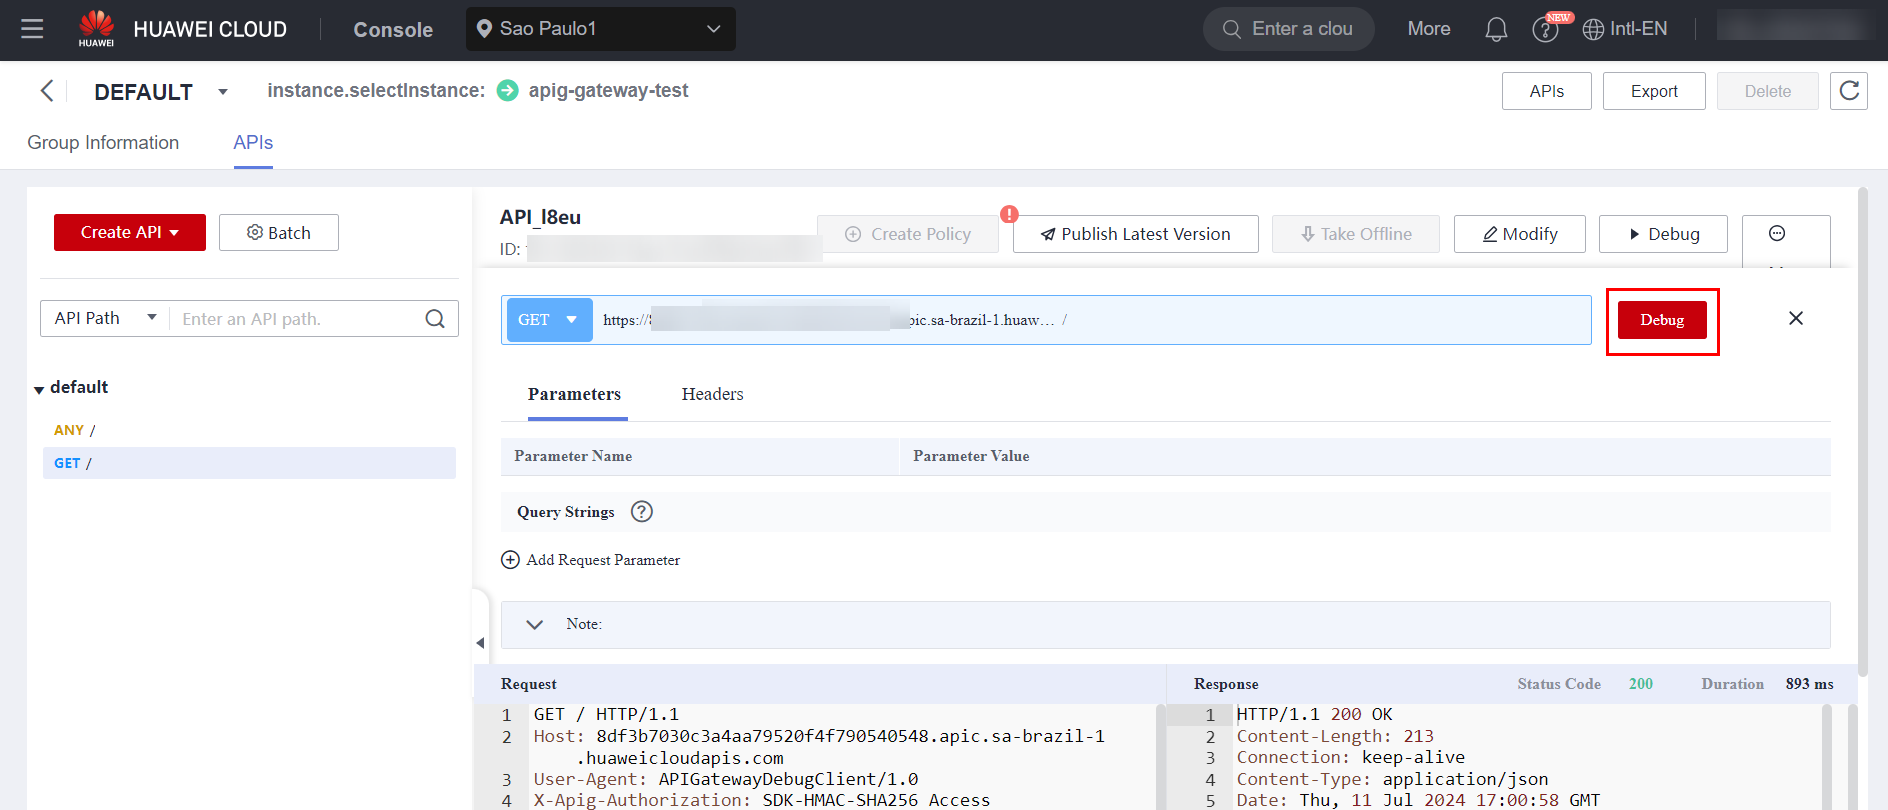 HUAWEI HUAWEI CLOUD Console Sao Paulo1 Enter a clou More NEW Intl-EN
DEFAULT instance.selectInstance: apig-gateway-test APIs Export Delete
Group Information APIs
API_l8eu
Create API Batch Create Policy ! Publish Latest Version Take Offline Modify Debug
ID:
API Path Enter an API path. GET https:// pic.sa-brazil-1.huaw... / Debug
default
Parameters Headers
ANY /
GET /
Parameter Name Parameter Value
Query Strings ?
Add Request Parameter
Note:
Request
1 GET / HTTP/1.1
2 Host: 8df3b7030c3a4aa79520f4f790540548.apic.sa-brazil-1
.huaweicloudapis.com
3 User-Agent: APIGatewayDebugClient/1.0
4 X-Apig-Authorization: SDK-HMAC-SHA256 Access
Response Status Code 200 Duration 893 ms
1 HTTP/1.1 200 OK
2 Content-Length: 213
3 Connection: keep-alive
4 Content-Type: application/json
5 Date: Thu, 11 Jul 2024 17:00:58 GMT